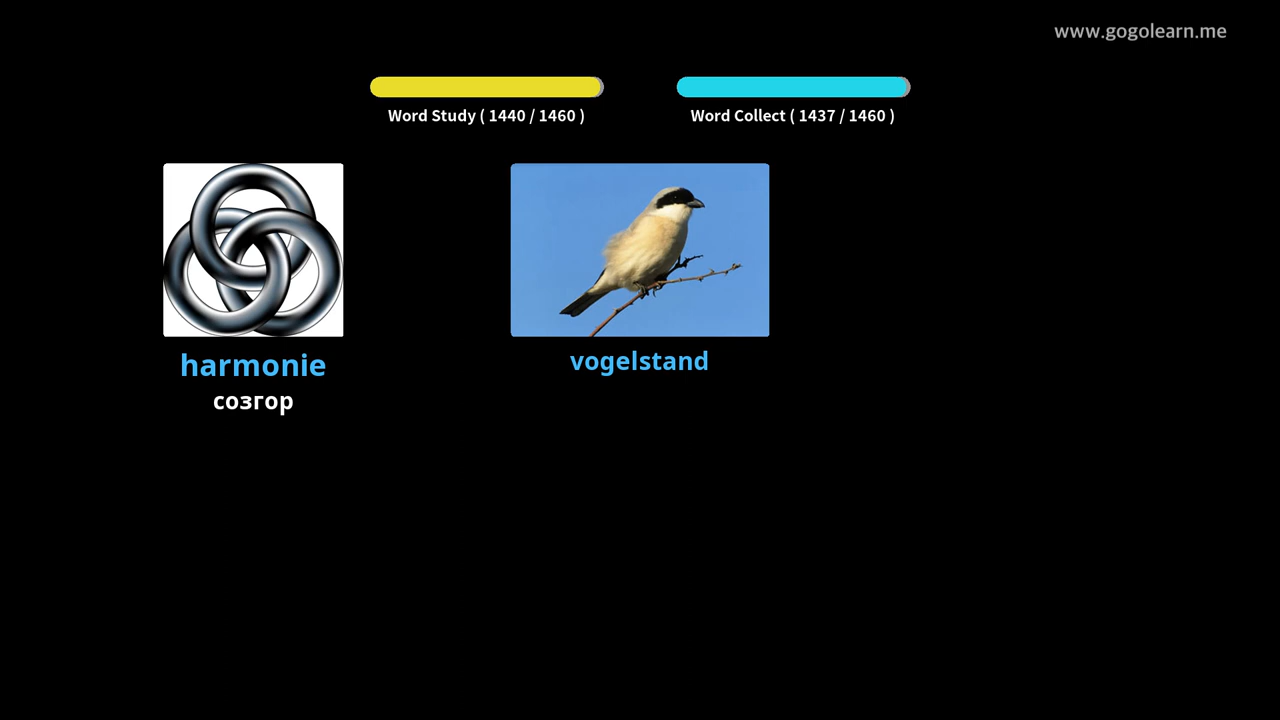 www.gogolearn.me
Word Study ( 1440 / 1460 )
Word Collect ( 1437 / 1460 )
harmonie
созгор
vogelstand